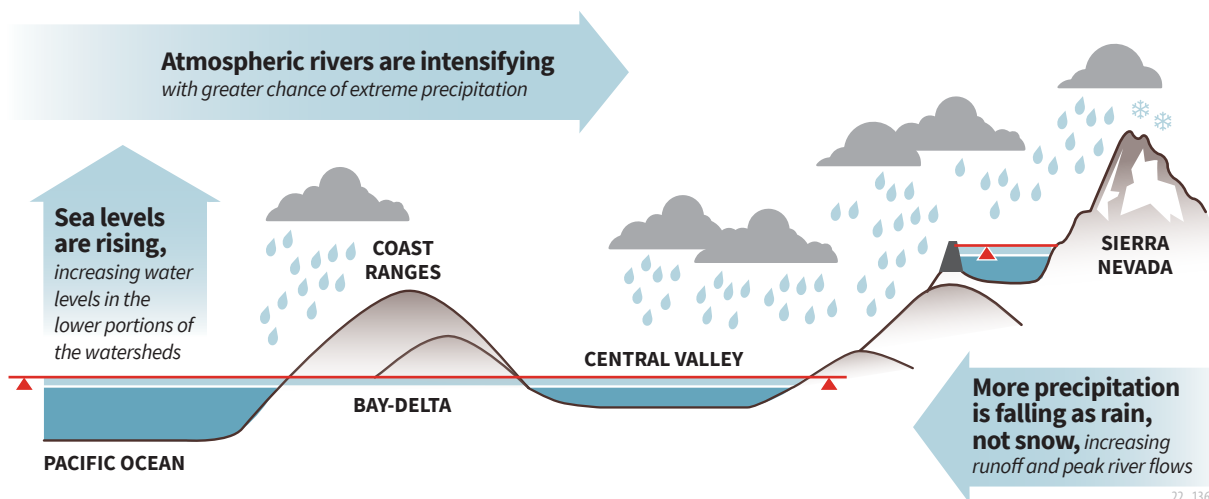 Atmospheric rivers are intensifying
with greater chance of extreme precipitation
Sea levels
are rising,
increasing water
levels in the
lower portions of
the watersheds
COAST
RANGES
SIERRA
NEVADA
CENTRAL VALLEY
BAY-DELTA
PACIFIC OCEAN
More precipitation
is falling as rain,
not snow, increasing
runoff and peak river flows
22_136